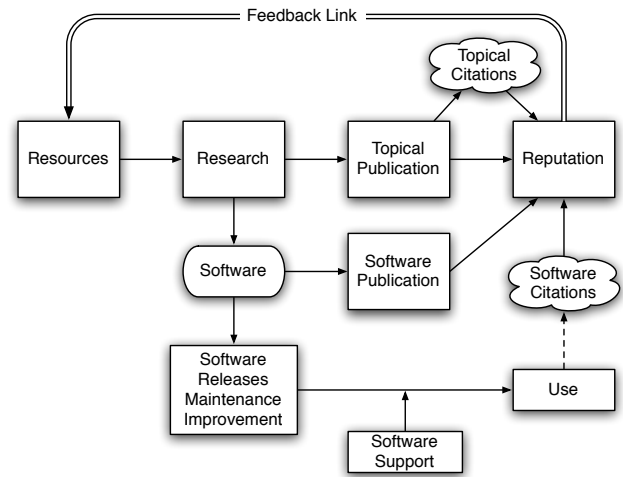 Feedback Link
Topical
Citations
Resources
Research
Topical
Publication
Reputation
Software
Software
Publication
Software
Citations
Software
Releases
Maintenance
Improvement
Use
Software
Support